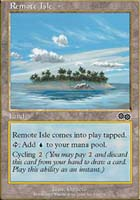 Remote Isle
Land
Remote Isle comes into play tapped.
: Add to your mana pool.
Cycling 2 (You may pay 2 and discard
this card from your hand to draw a card.
Play this ability as an instant.)